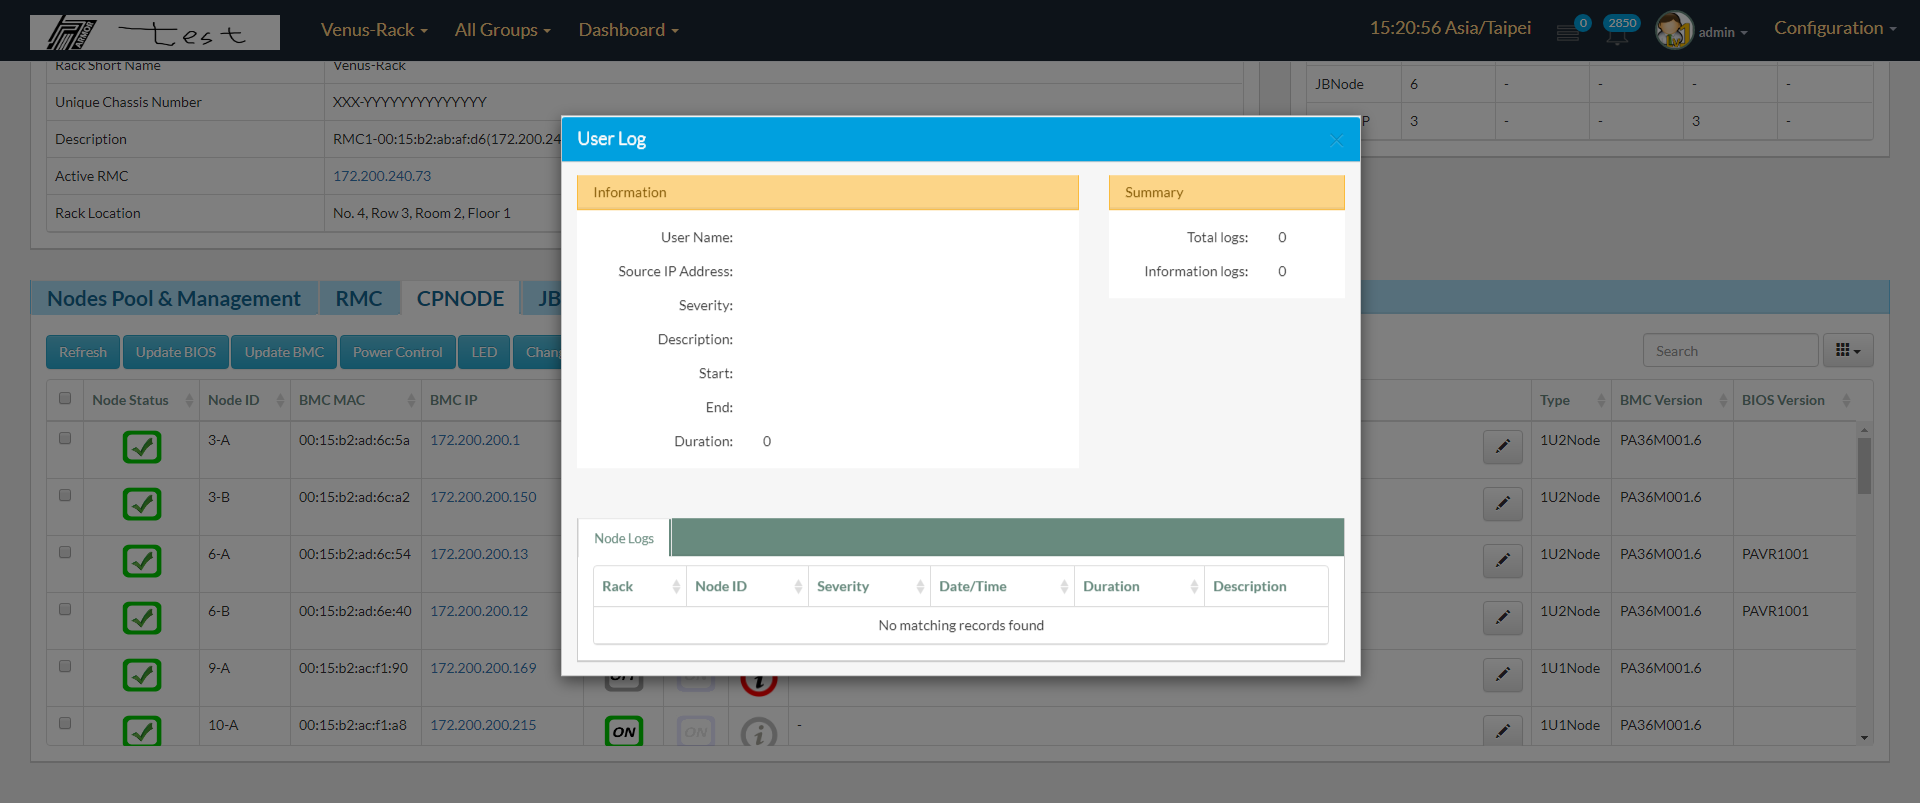 ARMOR test Venus-Rack All Groups Dashboard 15:20:56 Asia/Taipei 0 2850 admin Configuration
Rack Short Name Venus-Rack
Unique Chassis Number XXX-YYYYYYYYYYYYYY
Description RMC1-00:15:b2:ab:af:d6(172.200.24
Active RMC 172.200.240.73
Rack Location No. 4, Row 3, Room 2, Floor 1
JBNode 6 - - - -
P 3 - - 3 -
User Log
Information
User Name:
Source IP Address:
Severity:
Description:
Start:
End:
Duration: 0
Summary
Total logs: 0
Information logs: 0
Node Logs
Rack Node ID Severity Date/Time Duration Description
No matching records found
Nodes Pool & Management RMC CPNODE JB
Refresh Update BIOS Update BMC Power Control LED Chang
Search
Node Status Node ID BMC MAC BMC IP Type BMC Version BIOS Version
3-A 00:15:b2:ad:6c:5a 172.200.200.1 1U2Node PA36M001.6
3-B 00:15:b2:ad:6c:a2 172.200.200.150 1U2Node PA36M001.6
6-A 00:15:b2:ad:6c:54 172.200.200.13 1U2Node PA36M001.6 PAVR1001
6-B 00:15:b2:ad:6e:40 172.200.200.12 1U2Node PA36M001.6 PAVR1001
9-A 00:15:b2:ac:f1:90 172.200.200.169 1U1Node PA36M001.6
10-A 00:15:b2:ac:f1:a8 172.200.200.215 ON ON i - 1U1Node PA36M001.6